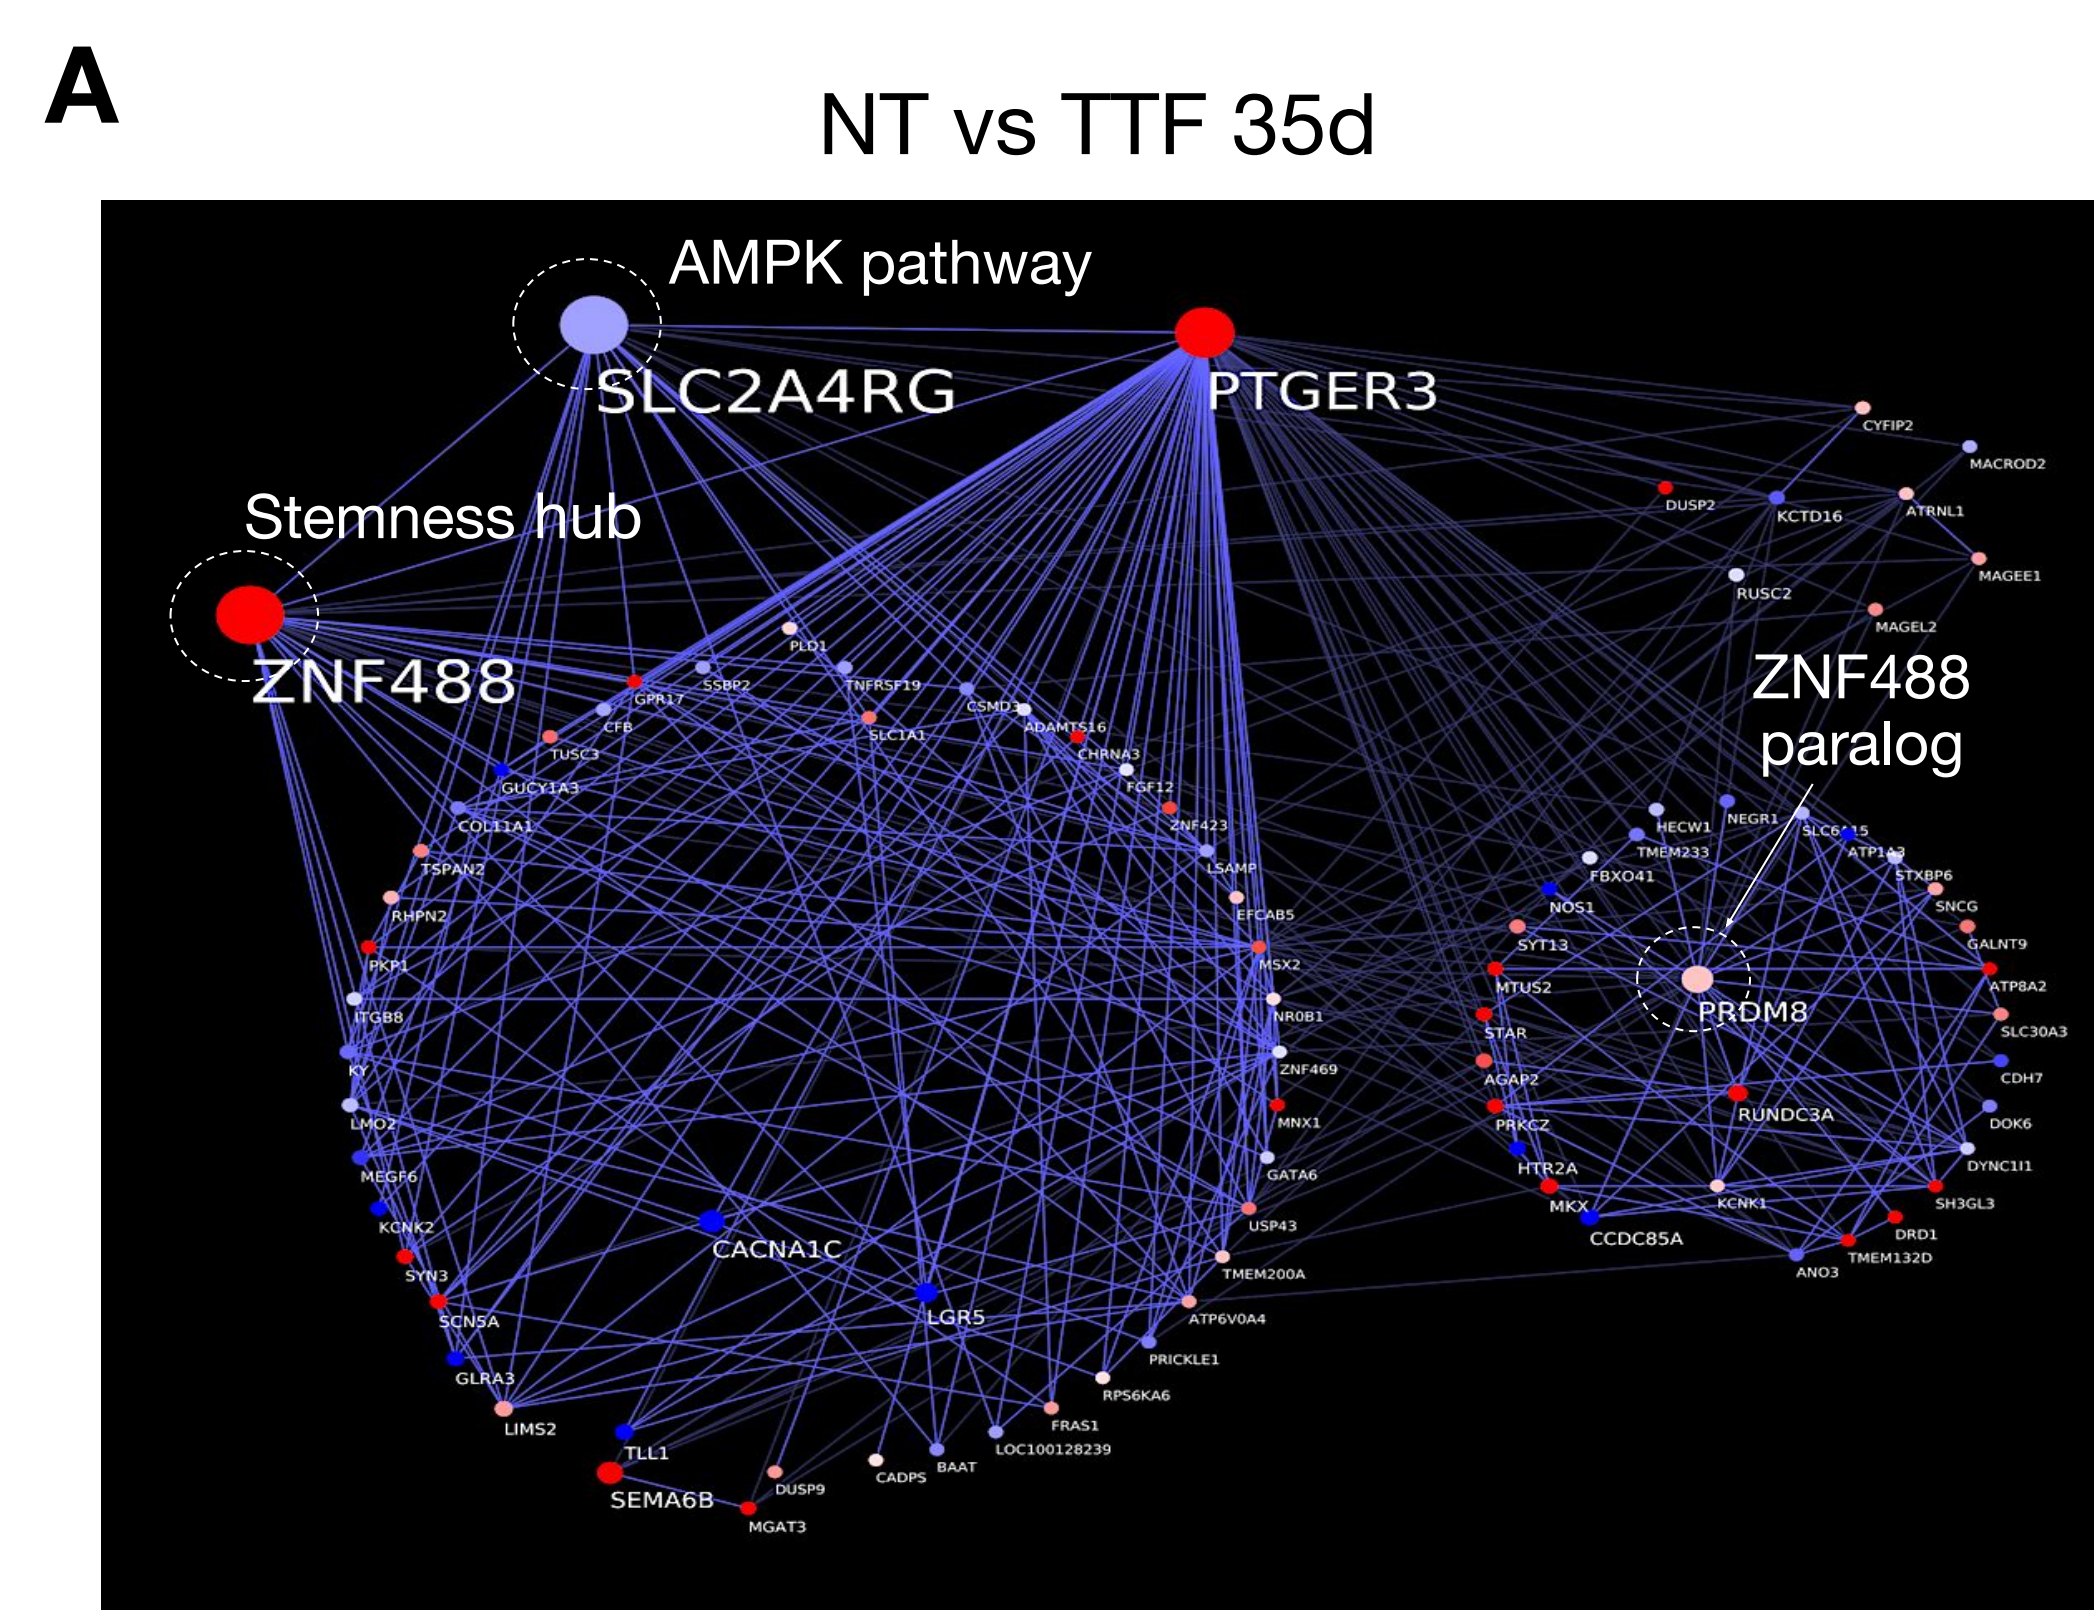 A
NT vs TTF 35d
AMPK pathway
SLC2A4RG
PTGER3
CYFIP2
MACROD2
DUSP2
KCTD16
ATRNL1
Stemness hub
MAGEE1
RUSC2
MAGEL2
ZNF488
ZNF488
paralog
PLD1
SSBP2
TNFRSF19
GPR17
CSMD3
CFB
ADAMTS16
SLC1A1
TUSC3
CHRNA3
GUCY1A3
FGF12
COL11A1
ZNF423
TSPAN2
LSAMP
RHPN2
EFCAB5
PKP1
MSX2
ITGB8
NR0B1
KY
ZNF469
LMO2
MNX1
MEGF6
GATA6
KCNK2
USP43
CACNA1C
SYN3
TMEM200A
LGR5
SCN5A
ATP6V0A4
GLRA3
PRICKLE1
RPS6KA6
LIMS2
FRAS1
TLL1
LOC100128239
BAAT
CADPS
DUSP9
SEMA6B
MGAT3
HECW1
NEGR1
SLC6A15
TMEM233
ATP1A3
FBXO41
STXBP6
NOS1
SNCG
SYT13
GALNT9
MTUS2
ATP8A2
PRDM8
STAR
SLC30A3
AGAP2
CDH7
RUNDC3A
PRKCZ
DOK6
HTR2A
DYNC1I1
MKX
KCNK1
SH3GL3
CCDC85A
DRD1
TMEM132D
ANO3